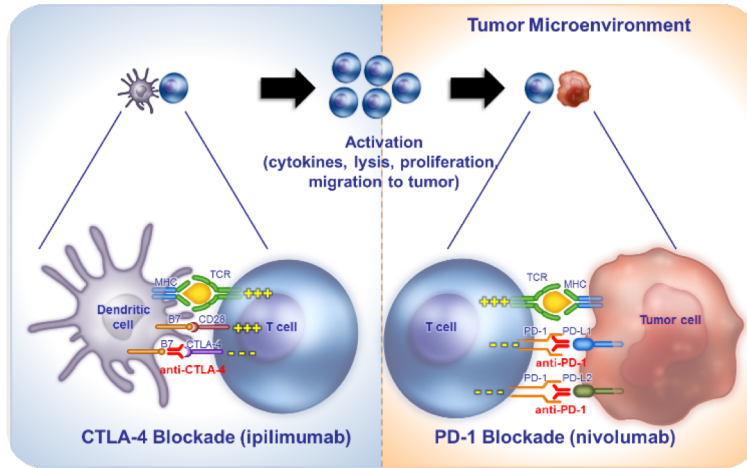 Tumor Microenvironment
Activation
(cytokines, lysis, proliferation,
migration to tumor)
MHC
TCR
+++
Dendritic
cell
B7
CD28
+++
T cell
B7
CTLA-4
- - -
anti-CTLA-4
CTLA-4 Blockade (ipilimumab)
TCR
MHC
+++
T cell
Tumor cell
PD-1
PD-L1
- - -
anti-PD-1
PD-1
PD-L2
- - -
anti-PD-1
PD-1 Blockade (nivolumab)